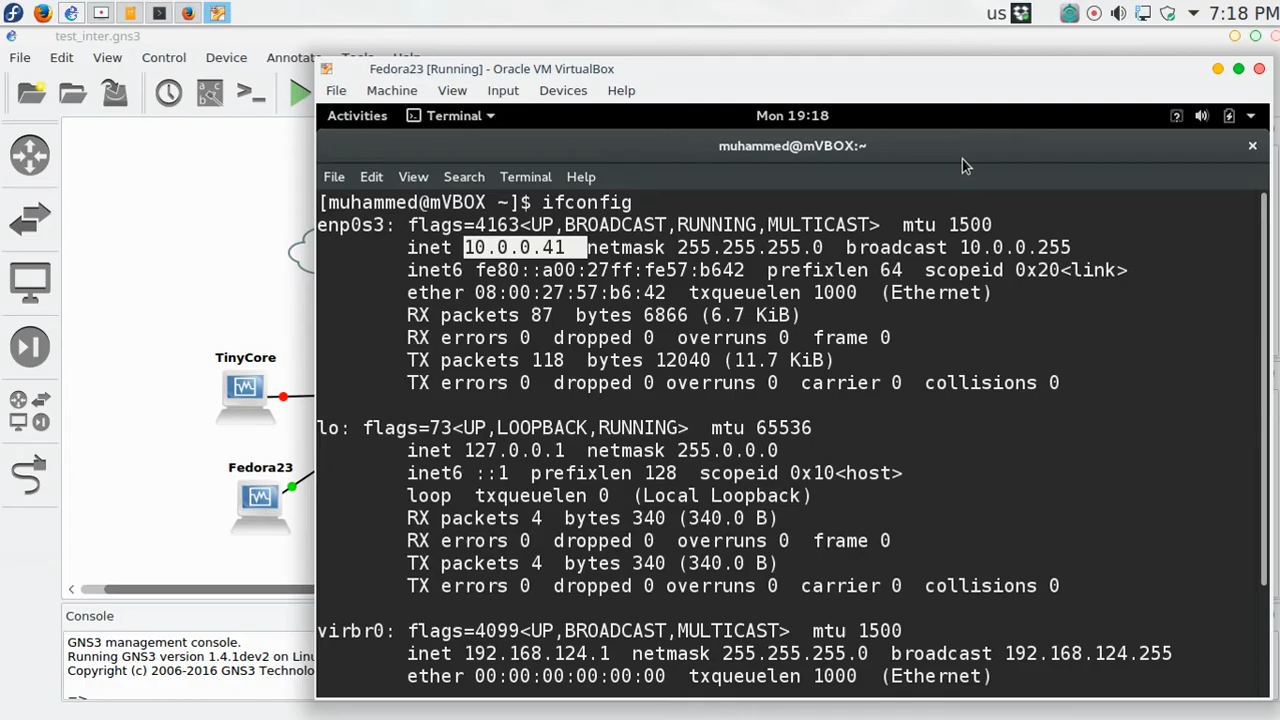 us
7:18 PM
test_inter.gns3
File Edit View Control Device Annotate Tools Help
Fedora23 [Running] - Oracle VM VirtualBox
File Machine View Input Devices Help
Activities Terminal Mon 19:18
muhammed@mVBOX:~
File Edit View Search Terminal Help
[muhammed@mVBOX ~]$ ifconfig
enp0s3: flags=4163<UP,BROADCAST,RUNNING,MULTICAST> mtu 1500
inet 10.0.0.41 netmask 255.255.255.0 broadcast 10.0.0.255
inet6 fe80::a00:27ff:fe57:b642 prefixlen 64 scopeid 0x20<link>
ether 08:00:27:57:b6:42 txqueuelen 1000 (Ethernet)
RX packets 87 bytes 6866 (6.7 KiB)
RX errors 0 dropped 0 overruns 0 frame 0
TX packets 118 bytes 12040 (11.7 KiB)
TX errors 0 dropped 0 overruns 0 carrier 0 collisions 0
lo: flags=73<UP,LOOPBACK,RUNNING> mtu 65536
inet 127.0.0.1 netmask 255.0.0.0
inet6 ::1 prefixlen 128 scopeid 0x10<host>
loop txqueuelen 0 (Local Loopback)
RX packets 4 bytes 340 (340.0 B)
RX errors 0 dropped 0 overruns 0 frame 0
TX packets 4 bytes 340 (340.0 B)
TX errors 0 dropped 0 overruns 0 carrier 0 collisions 0
virbr0: flags=4099<UP,BROADCAST,MULTICAST> mtu 1500
inet 192.168.124.1 netmask 255.255.255.0 broadcast 192.168.124.255
ether 00:00:00:00:00:00 txqueuelen 1000 (Ethernet)
TinyCore
Fedora23
Console
GNS3 management console.
Running GNS3 version 1.4.1dev2 on Linu
Copyright (c) 2006-2016 GNS3 Technolo
=>